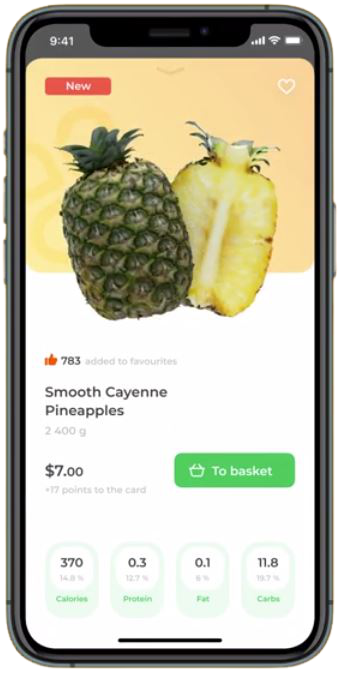 9:41
New
783 added to favourites
Smooth Cayenne
Pineapples
2 400 g
$7.00
To basket
+17 points to the card
370
0.3
0.1
11.8
14.8 %
12.7 %
6 %
19.7 %
Calories
Protein
Fat
Carbs